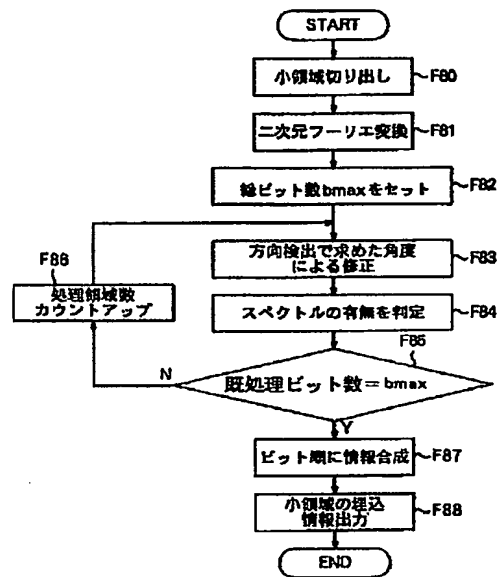 START
小領域切り出し
F80
二次元フーリエ変換
F81
総ビット数bmaxをセット
F82
方向検出で求めた角度
による修正
F83
F86
処理領域数
カウントアップ
スペクトルの有無を判定
F84
F85
既処理ビット数=bmax
N
Y
ビット順に情報合成
F87
小領域の埋込
情報出力
F88
END